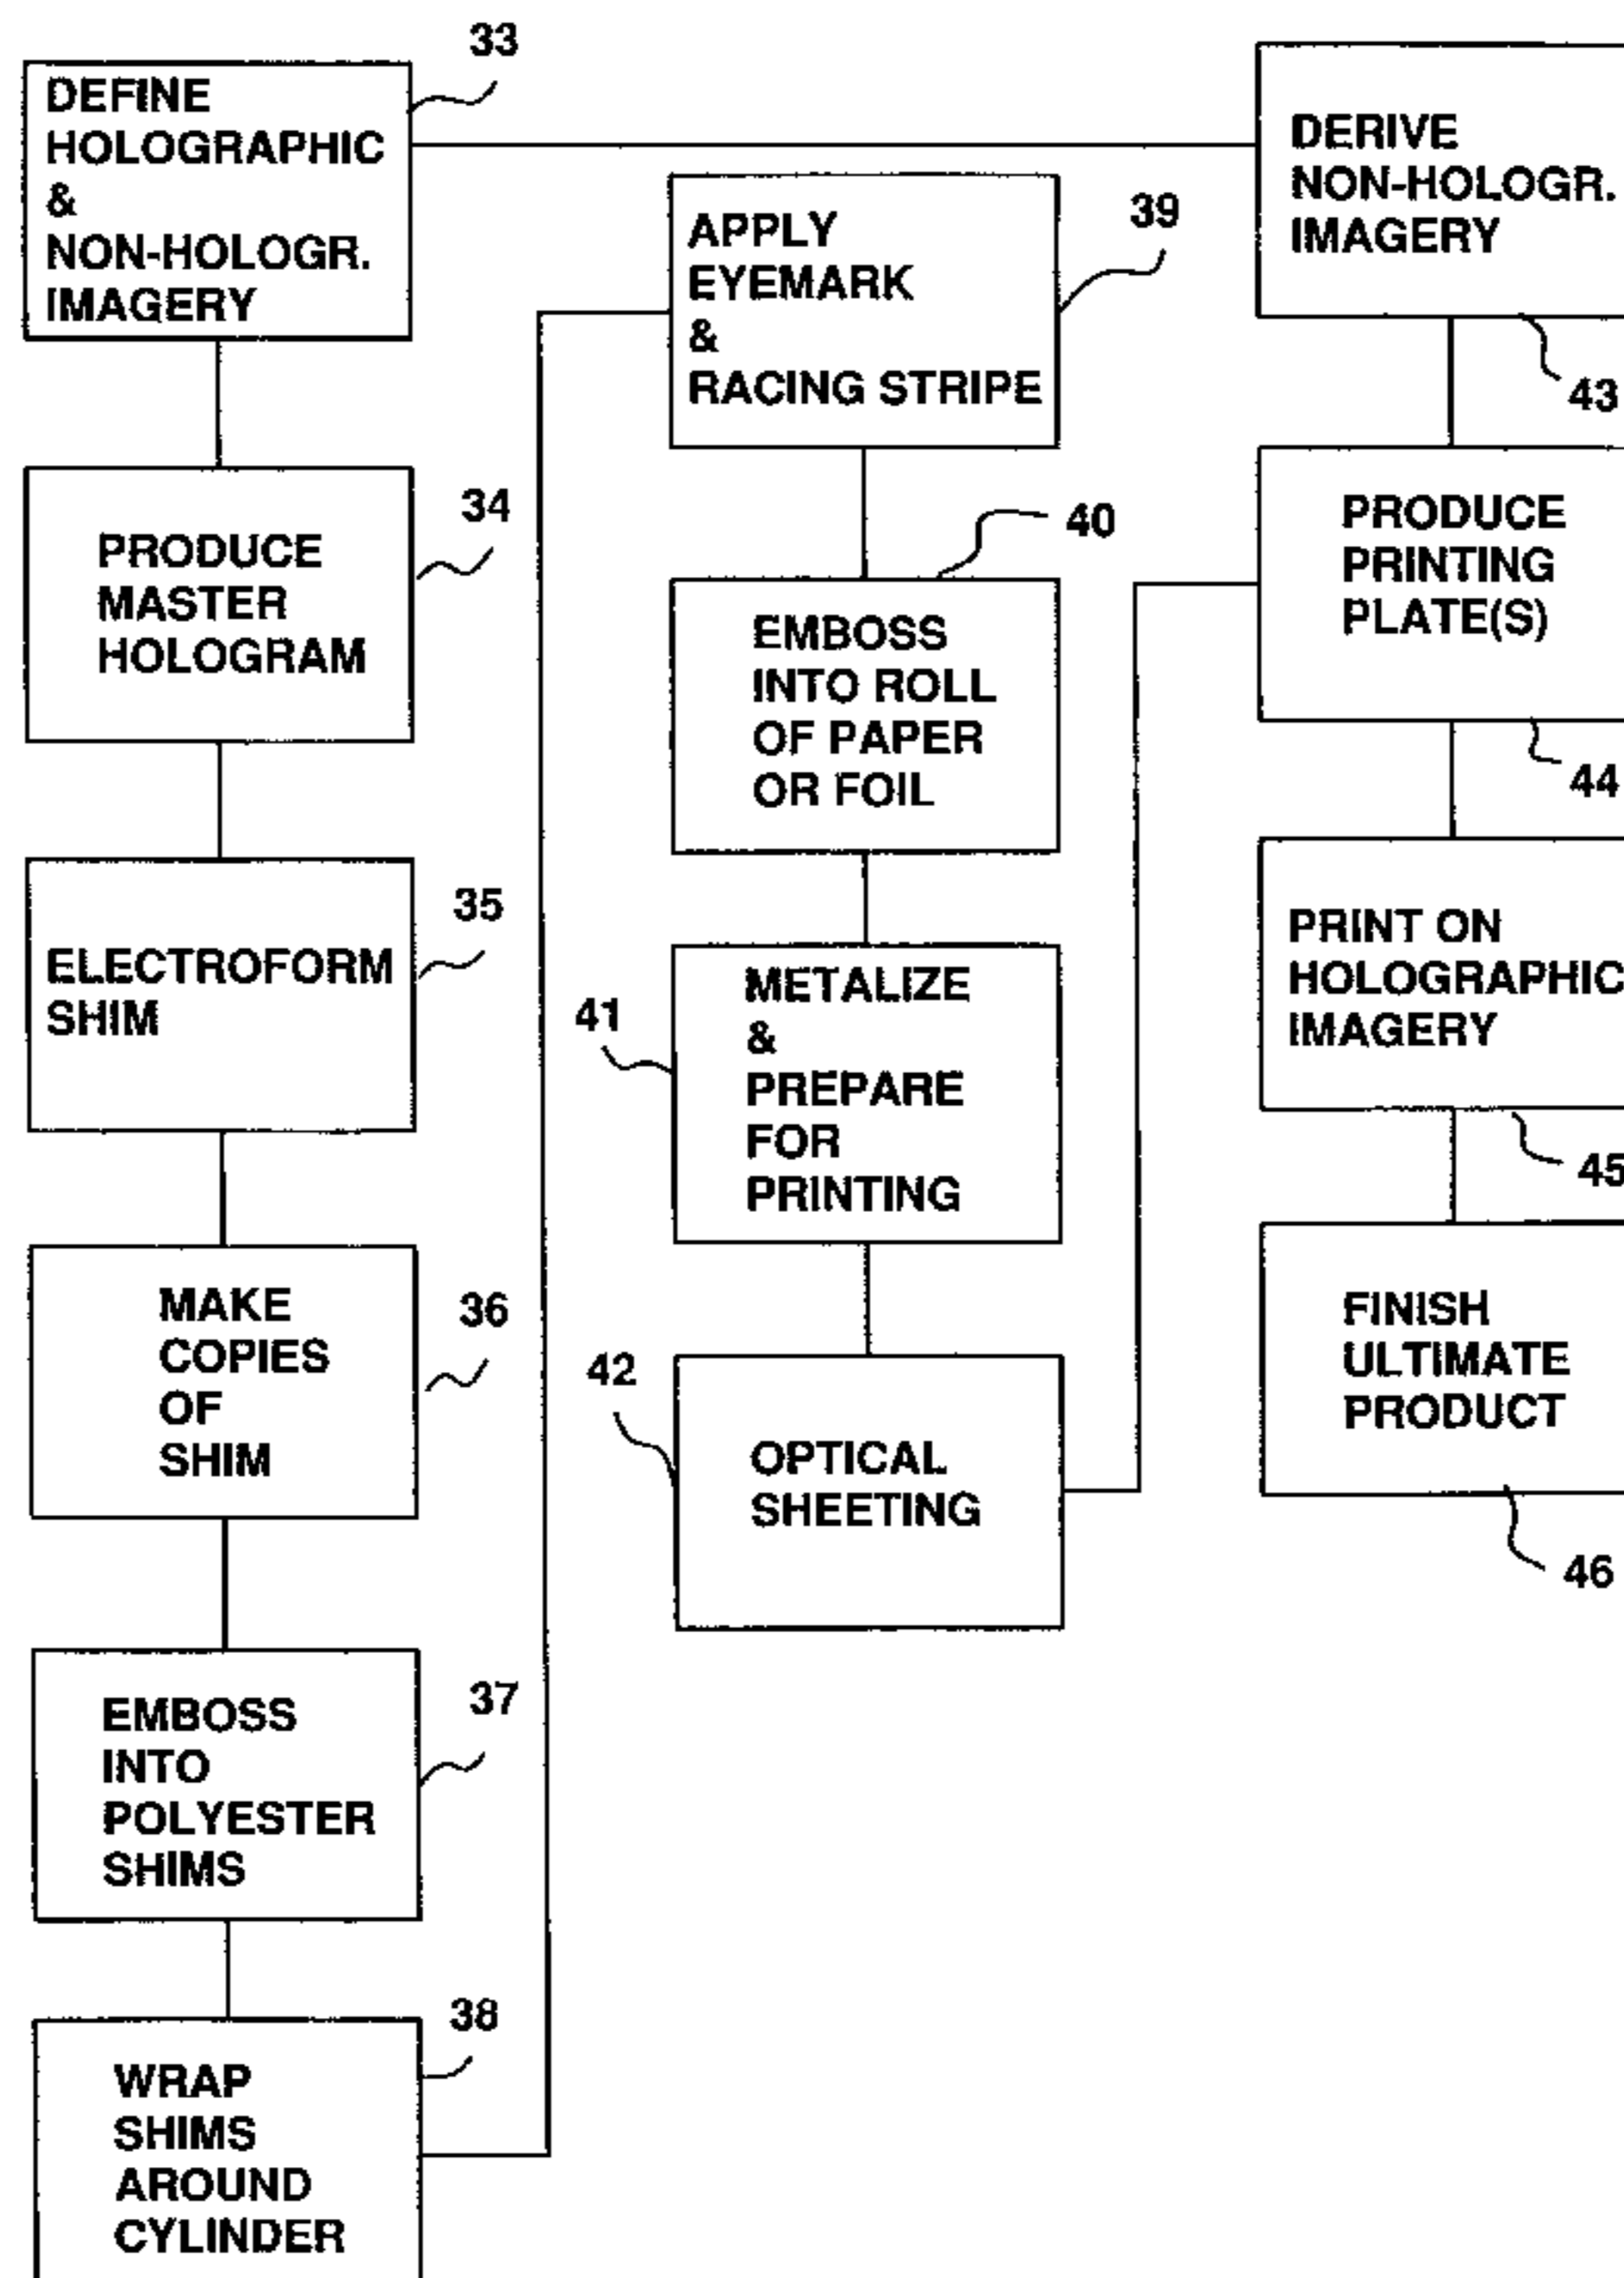 33
DEFINE
HOLOGRAPHIC
&
NON-HOLOGR.
IMAGERY
34
PRODUCE
MASTER
HOLOGRAM
35
ELECTROFORM
SHIM
36
MAKE
COPIES
OF
SHIM
37
EMBOSS
INTO
POLYESTER
SHIMS
38
WRAP
SHIMS
AROUND
CYLINDER
39
APPLY
EYEMARK
&
RACING STRIPE
40
EMBOSS
INTO ROLL
OF PAPER
OR FOIL
41
METALIZE
&
PREPARE
FOR
PRINTING
42
OPTICAL
SHEETING
DERIVE
NON-HOLOGR.
IMAGERY
43
PRODUCE
PRINTING
PLATE(S)
44
PRINT ON
HOLOGRAPHIC
IMAGERY
45
FINISH
ULTIMATE
PRODUCT
46